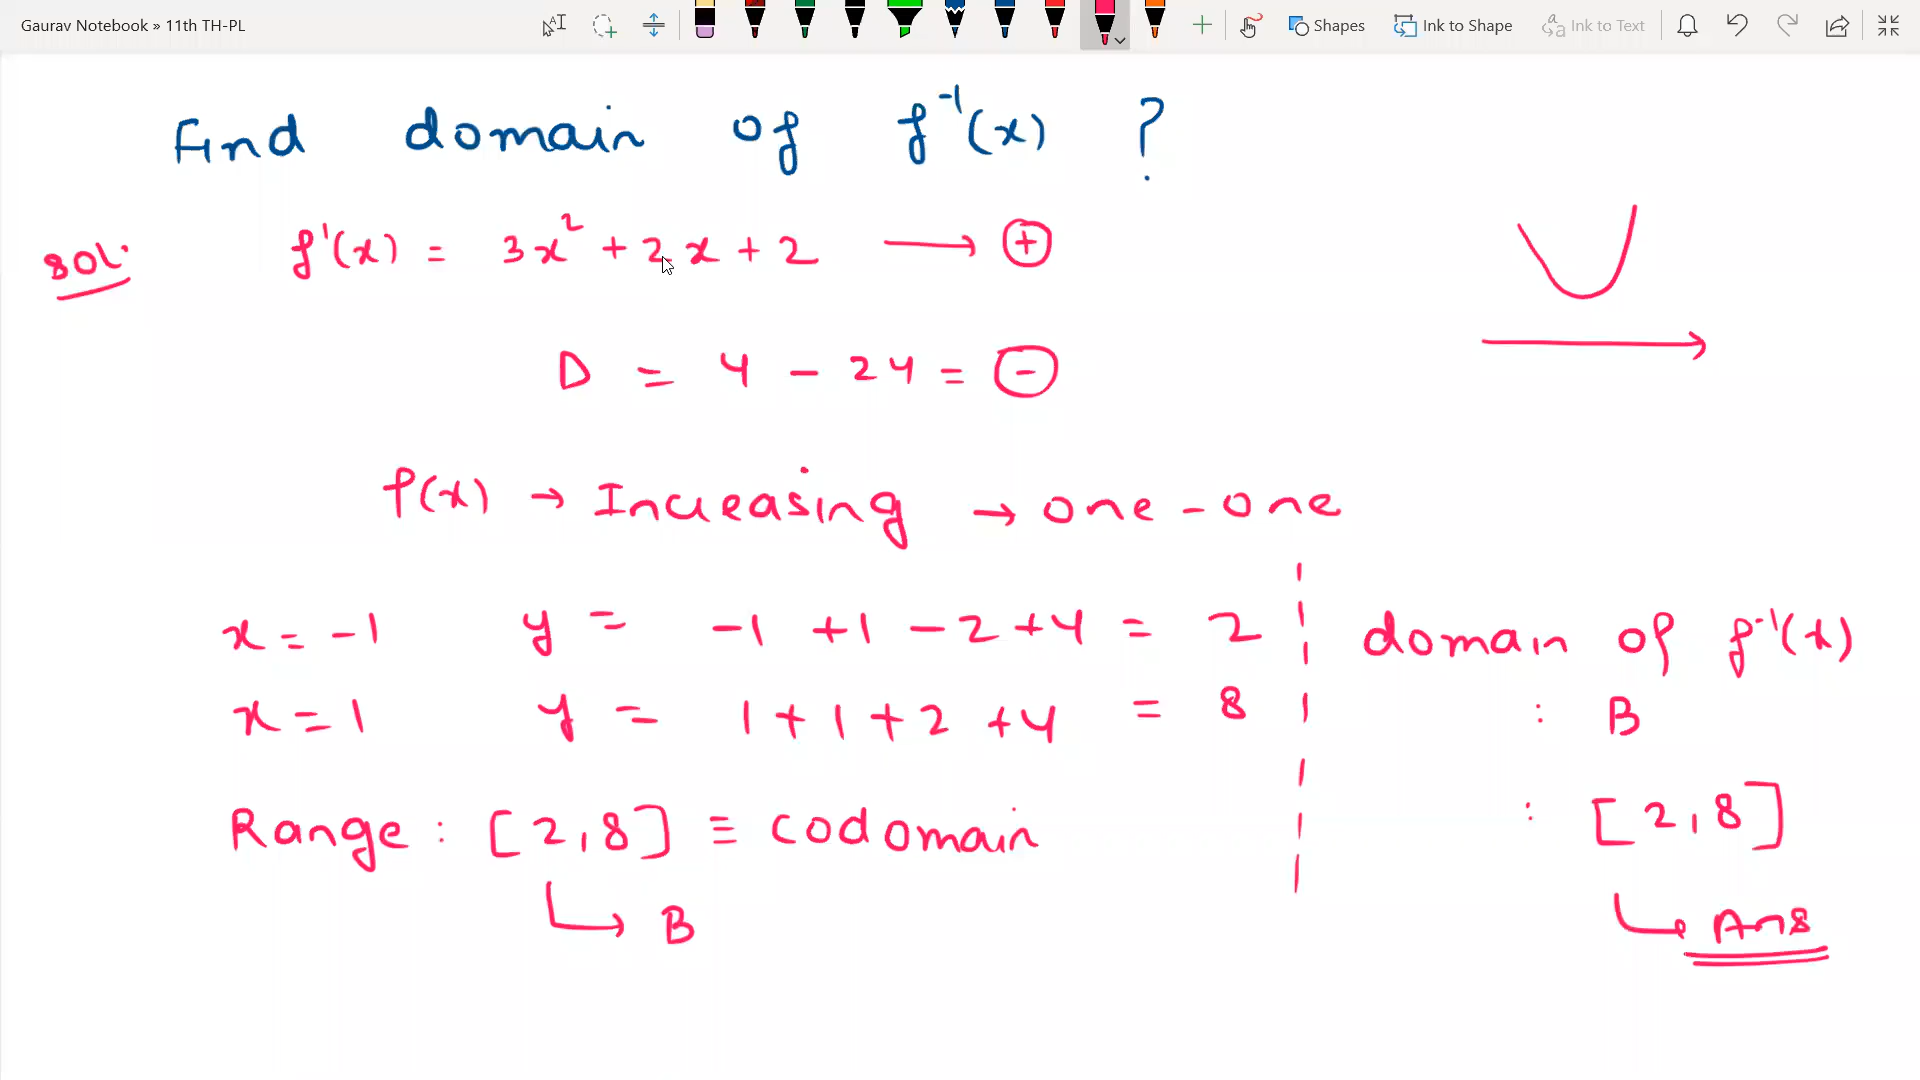 Gaurav Notebook » 11th TH-PL
Shapes
Ink to Shape
Ink to Text
Find domain of f⁻¹(x) ?
Sol.
f'(x) = 3x² + 2x + 2 ⟶ ⊕
D = 4 - 24 = ⊖
f(x) → Increasing → one-one
x = -1 y = -1 +1 -2 +4 = 2
x = 1 y = 1 + 1 + 2 + 4 = 8
Range : [2,8] ≡ codomain
↳ B
domain of f⁻¹(x)
: B
: [2,8]
↳ Ans